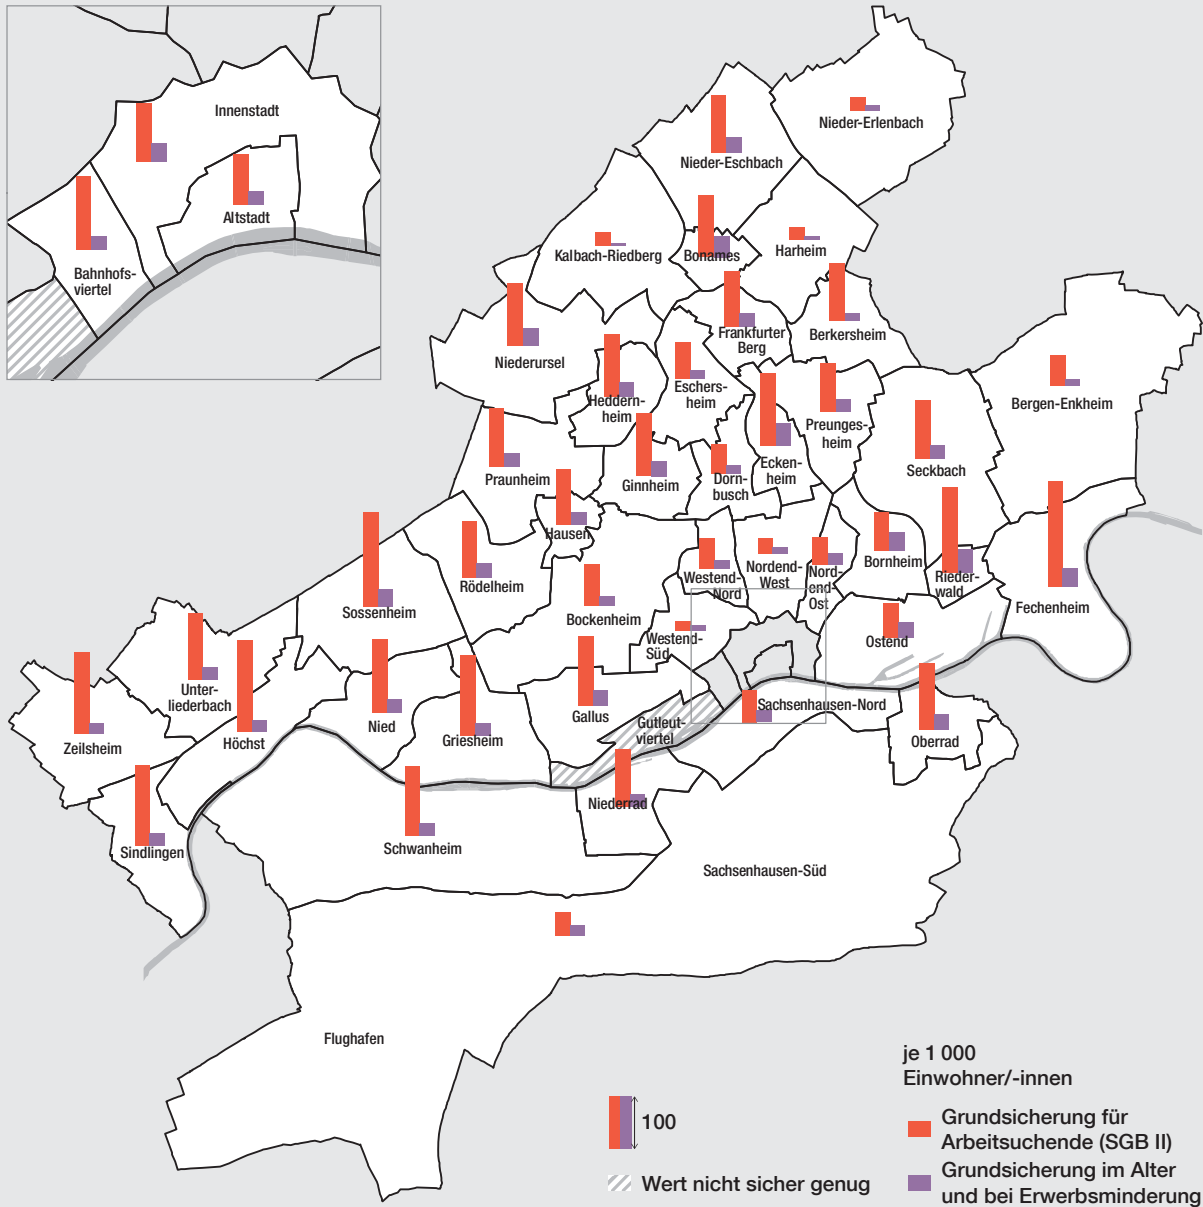 Innenstadt
Altstadt
Bahnhofs-
viertel
Nieder-Erlenbach
Nieder-Eschbach
Kalbach-Riedberg
Bonames
Harheim
Niederursel
Frankfurter
Berg
Berkersheim
Heddern-
heim
Eschers-
heim
Bergen-Enkheim
Preunges-
heim
Praunheim
Ginnheim
Dorn-
busch
Ecken-
heim
Seckbach
Hausen
Rödelheim
Sossenheim
Westend-
Nord
Nordend-
West
Nord-
end-
Ost
Bornheim
Rieder-
wald
Fechenheim
Bockenheim
Westend-
Süd
Ostend
Unter-
liederbach
Zeilsheim
Höchst
Nied
Griesheim
Gallus
Gutleut-
viertel
Sachsenhausen-Nord
Oberrad
Niederrad
Schwanheim
Sindlingen
Sachsenhausen-Süd
Flughafen
100
Wert nicht sicher genug
je 1 000
Einwohner/-innen
Grundsicherung für
Arbeitsuchende (SGB II)
Grundsicherung im Alter
und bei Erwerbsminderung